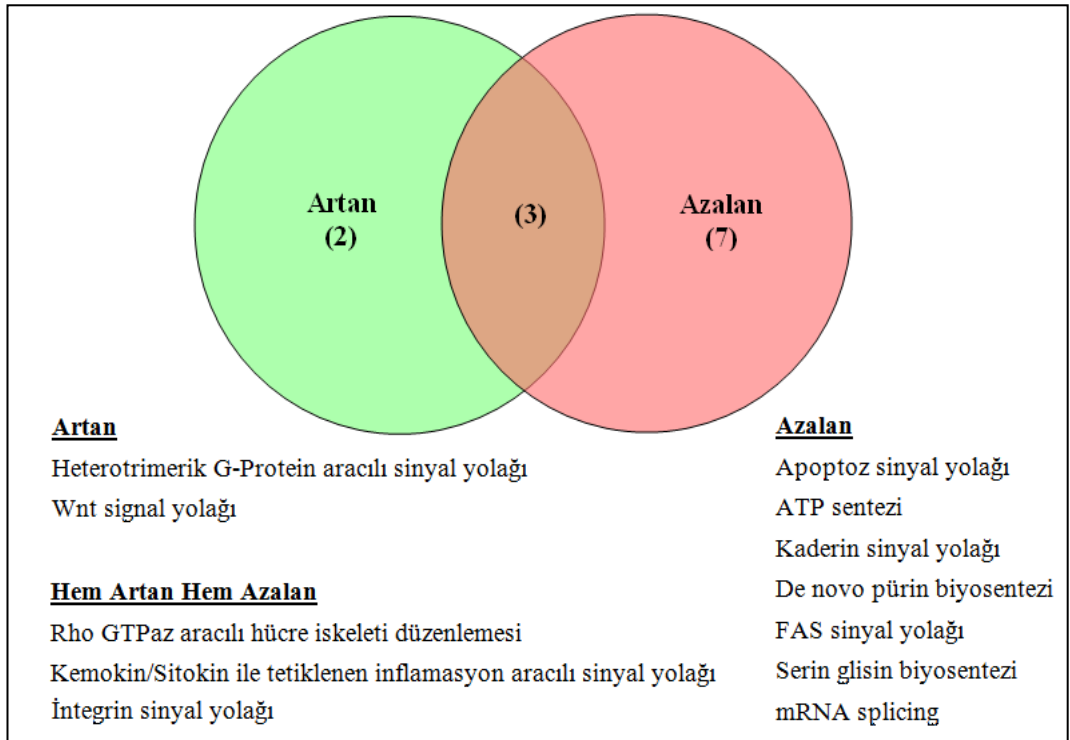 Artan
(2)
(3)
Azalan
(7)
Artan
Heterotrimerik G-Protein aracılı sinyal yolağı
Wnt signal yolağı
Hem Artan Hem Azalan
Rho GTPaz aracılı hücre iskeleti düzenlemesi
Kemokin/Sitokin ile tetiklenen inflamasyon aracılı sinyal yolağı
İntegrin sinyal yolağı
Azalan
Apoptoz sinyal yolağı
ATP sentezi
Kaderin sinyal yolağı
De novo pürin biyosentezi
FAS sinyal yolağı
Serin glisin biyosentezi
mRNA splicing